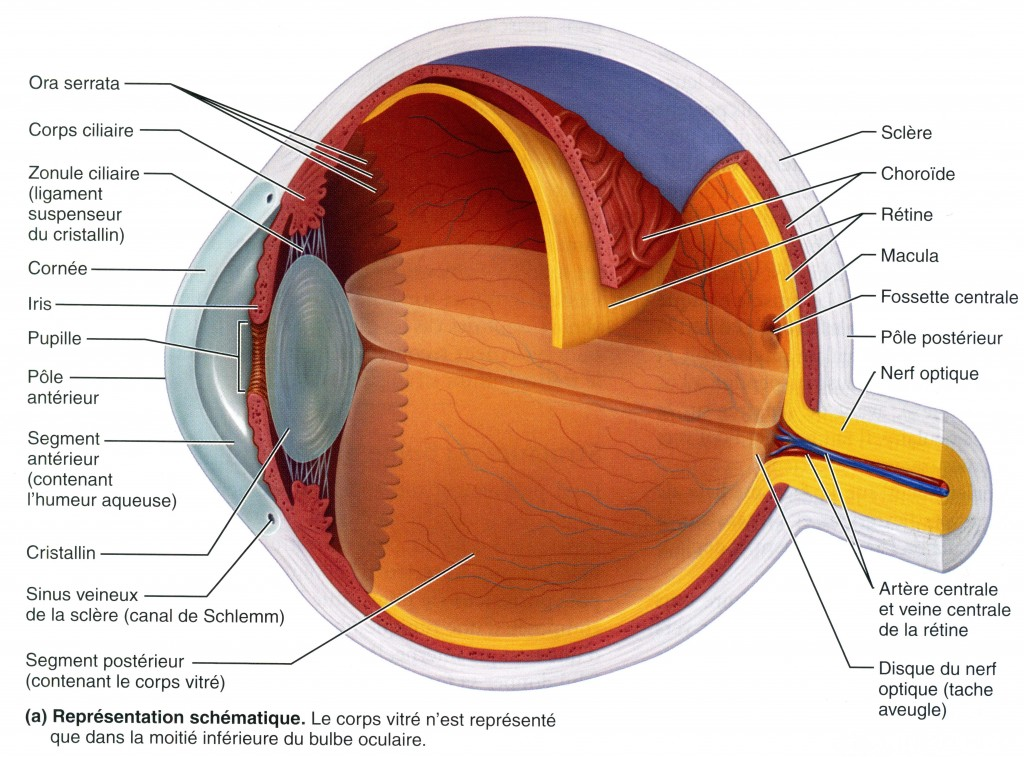 Ora serrata
Corps ciliaire
Zonule ciliaire
(ligament
suspenseur
du cristallin)
Cornée
Iris
Pupille
Pôle
antérieur
Segment
antérieur
(contenant
l'humeur aqueuse)
Cristallin
Sinus veineux
de la sclère (canal de Schlemm)
Segment postérieur
(contenant le corps vitré)
Sclère
Choroïde
Rétine
Macula
Fossette centrale
Pôle postérieur
Nerf optique
Artère centrale
et veine centrale
de la rétine
Disque du nerf
optique (tache
aveugle)
(a) Représentation schématique. Le corps vitré n'est représenté
que dans la moitié inférieure du bulbe oculaire.